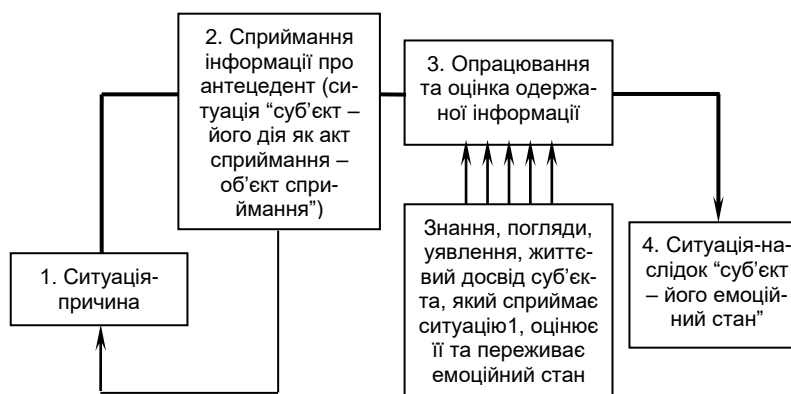 2. Сприймання
інформації про
антецедент (си-
туація “суб’єкт –
його дія як акт
сприймання –
об’єкт спри-
ймання”)
3. Опрацювання
та оцінка одержа-
ної інформації
1. Ситуація-
причина
Знання, погляди,
уявлення, життє-
вий досвід суб’єк-
та, який сприймає
ситуацію1, оцінює
її та переживає
емоційний стан
4. Ситуація-на-
слідок “суб’єкт
– його емоцій-
ний стан”